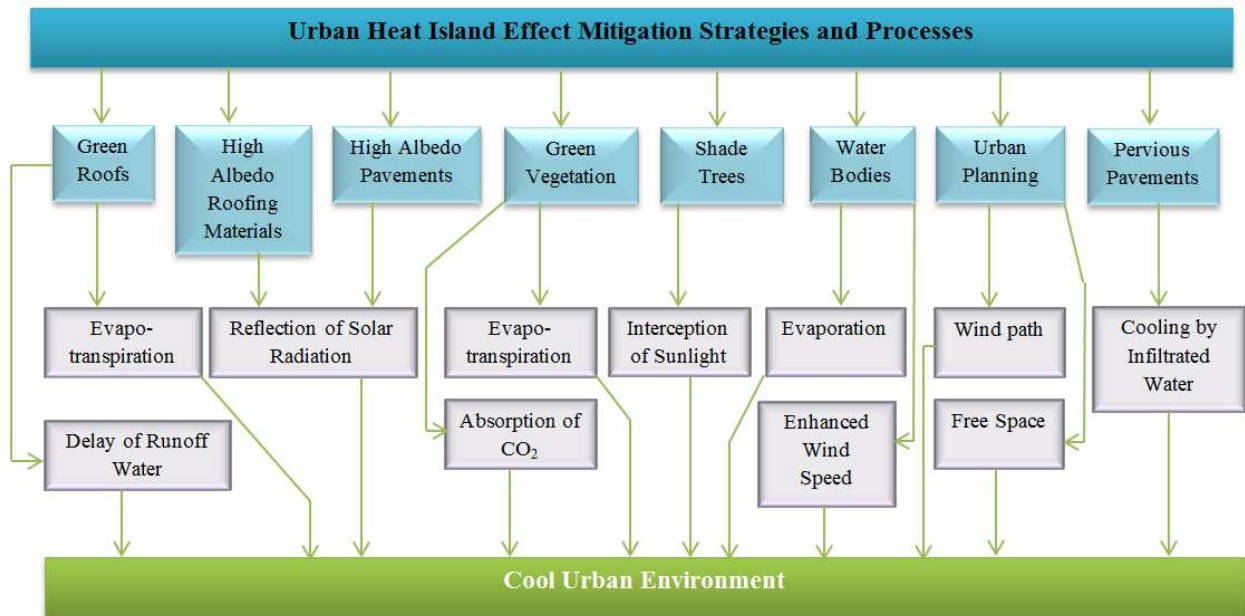 Urban Heat Island Effect Mitigation Strategies and Processes
Green
Roofs
High
Albedo
Roofing
Materials
High Albedo
Pavements
Green
Vegetation
Shade
Trees
Water
Bodies
Urban
Planning
Pervious
Pavements
Evapo-
transpiration
Reflection of Solar
Radiation
Evapo-
transpiration
Interception
of Sunlight
Evaporation
Wind path
Cooling by
Infiltrated
Water
Delay of Runoff
Water
Absorption of
CO₂
Enhanced
Wind
Speed
Free Space
Cool Urban Environment